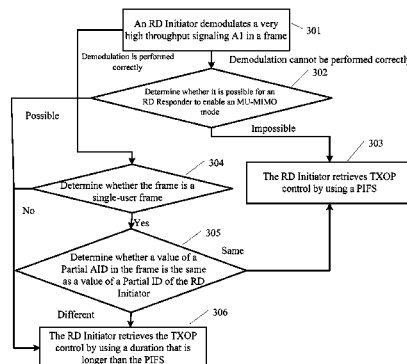 An RD Initiator demodulates a very
high throughput signaling A1 in a frame
301
Demodulation is performed
correctly
Demodulation cannot be performed correctly
302
Determine whether it is possible for an
RD Responder to enable an MU-MIMO
mode
Possible
Impossible
303
The RD Initiator retrieves TXOP
control by using a PIFS
304
Determine whether the frame is a
single-user frame
No
Yes
305
Determine whether a value of a
Partial AID in the frame is the same
as a value of a Partial ID of the RD
Initiator
Same
Different
306
The RD Initiator retrieves the TXOP
control by using a duration that is
longer than the PIFS